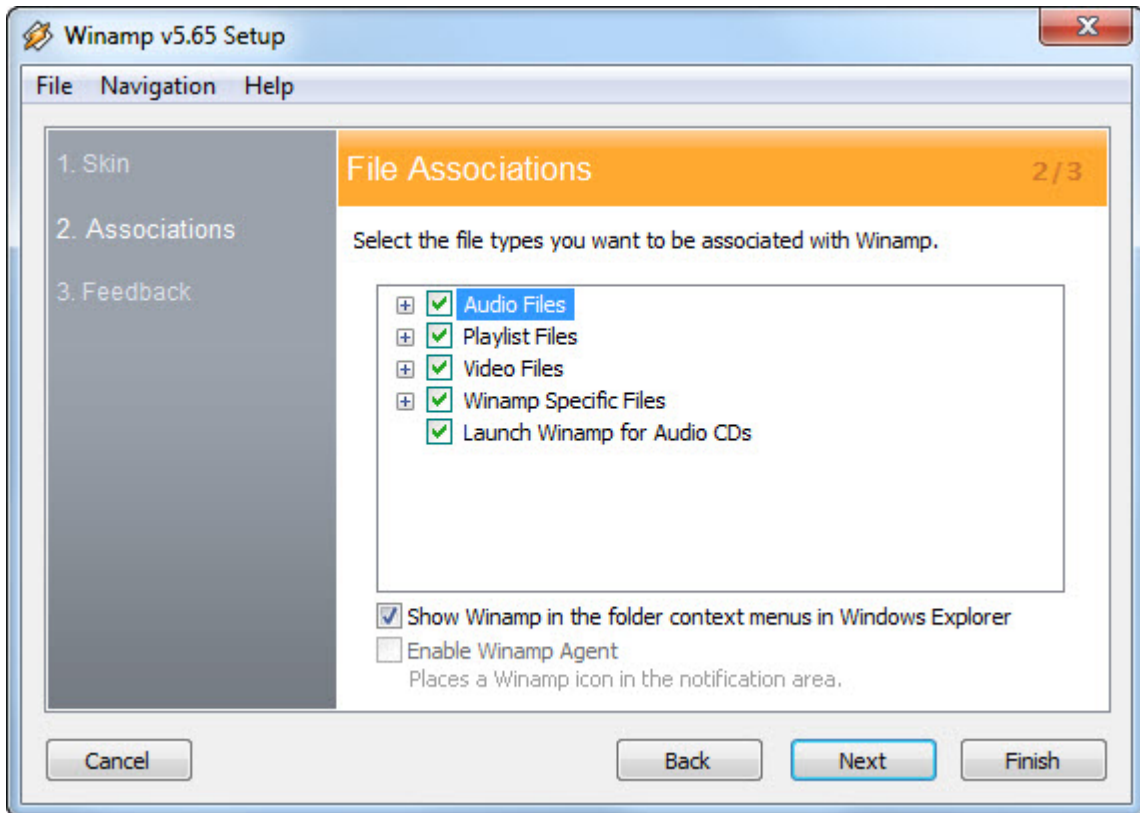 Winamp v5.65 Setup
File Navigation Help
1. Skin
2. Associations
3. Feedback
File Associations 2/3
Select the file types you want to be associated with Winamp.
Audio Files
Playlist Files
Video Files
Winamp Specific Files
Launch Winamp for Audio CDs
Show Winamp in the folder context menus in Windows Explorer
Enable Winamp Agent
Places a Winamp icon in the notification area.
Cancel Back Next Finish